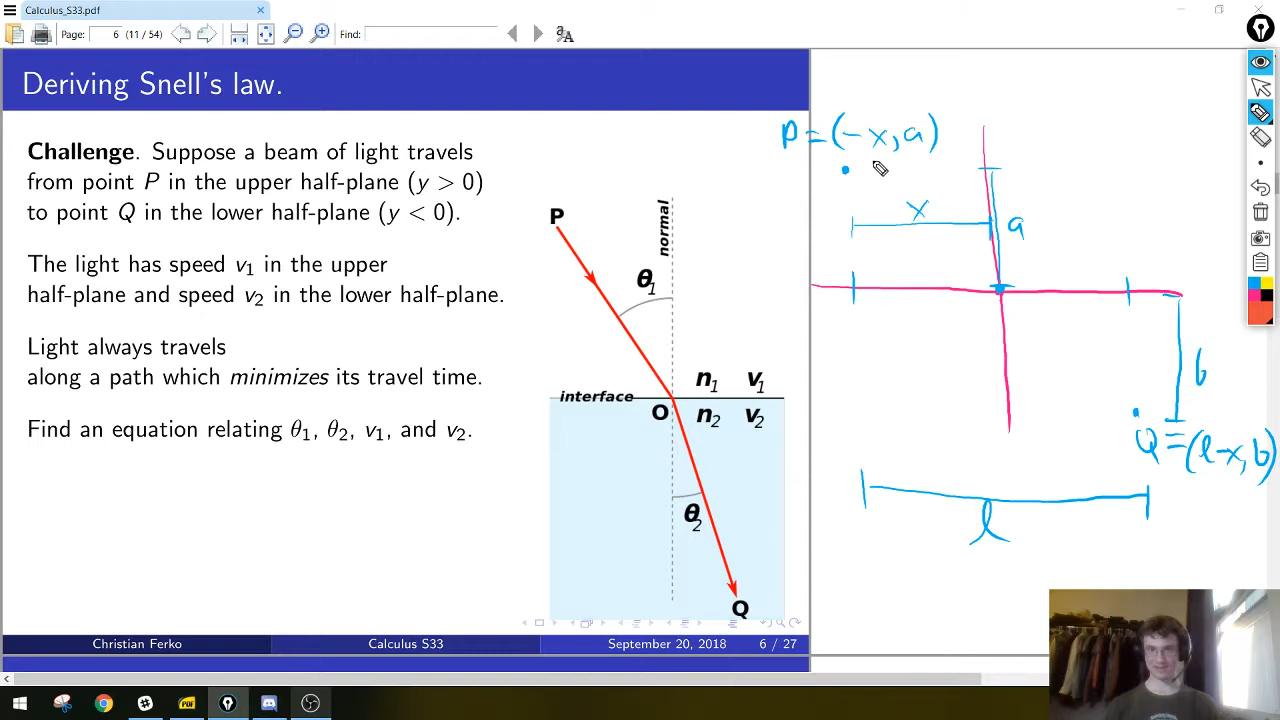 Calculus_S33.pdf
Page: 6 (11 / 54) Find:
Deriving Snell's law.
Challenge. Suppose a beam of light travels
from point P in the upper half-plane (y > 0)
to point Q in the lower half-plane (y < 0).
The light has speed v₁ in the upper
half-plane and speed v₂ in the lower half-plane.
Light always travels
along a path which minimizes its travel time.
Find an equation relating θ₁, θ₂, v₁, and v₂.
P
normal
θ₁
interface
n₁ v₁
O
n₂ v₂
θ₂
Q
P = (-x, a)
x
a
b
Q = (l-x, b)
l
Christian Ferko Calculus S33 September 20, 2018 6 / 27
PDF